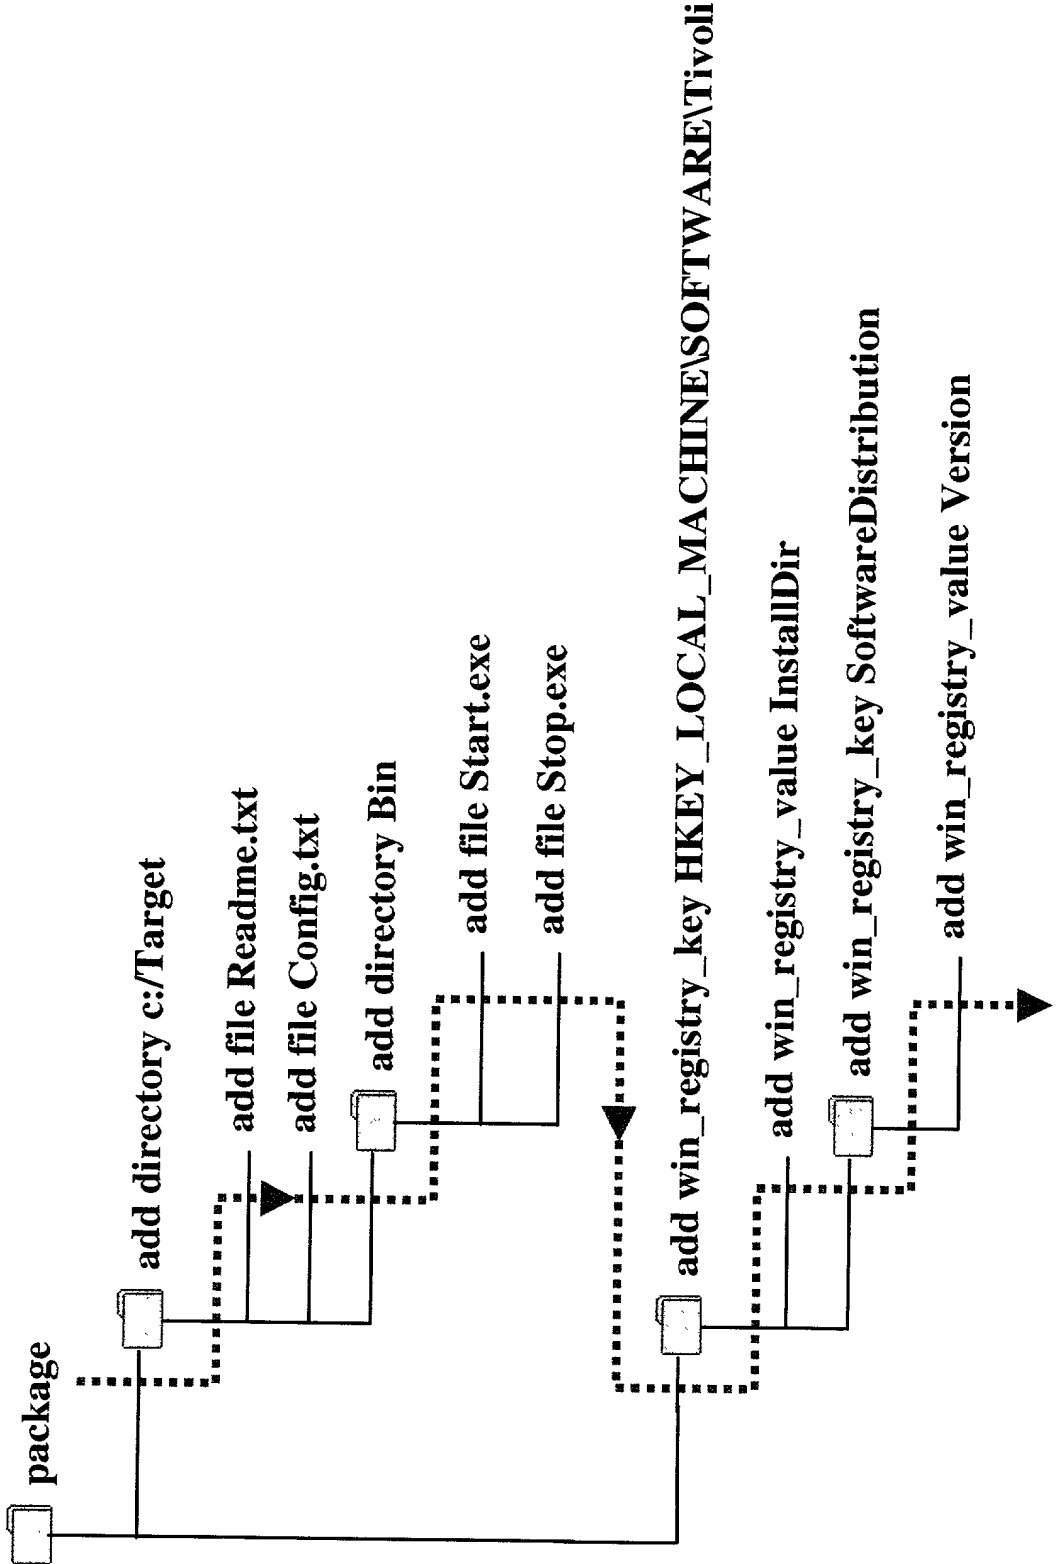 package
add directory c:/Target
add file Readme.txt
add file Config.txt
add directory Bin
add file Start.exe
add file Stop.exe
add win_registry_key HKEY_LOCAL_MACHINE\SOFTWARE\Tivoli
add win_registry_value InstallDir
add win_registry_key SoftwareDistribution
add win_registry_value Version